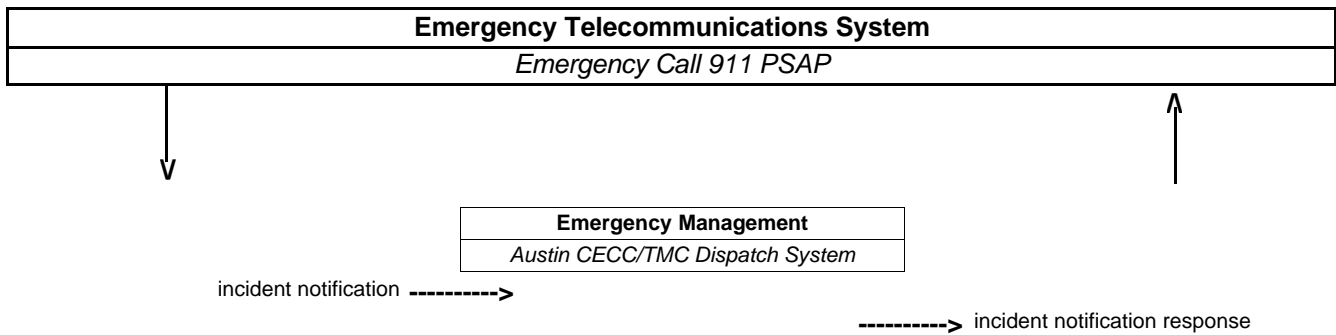 Emergency Telecommunications System
Emergency Call 911 PSAP
Emergency Management
Austin CECC/TMC Dispatch System
incident notification ---------->
----------> incident notification response